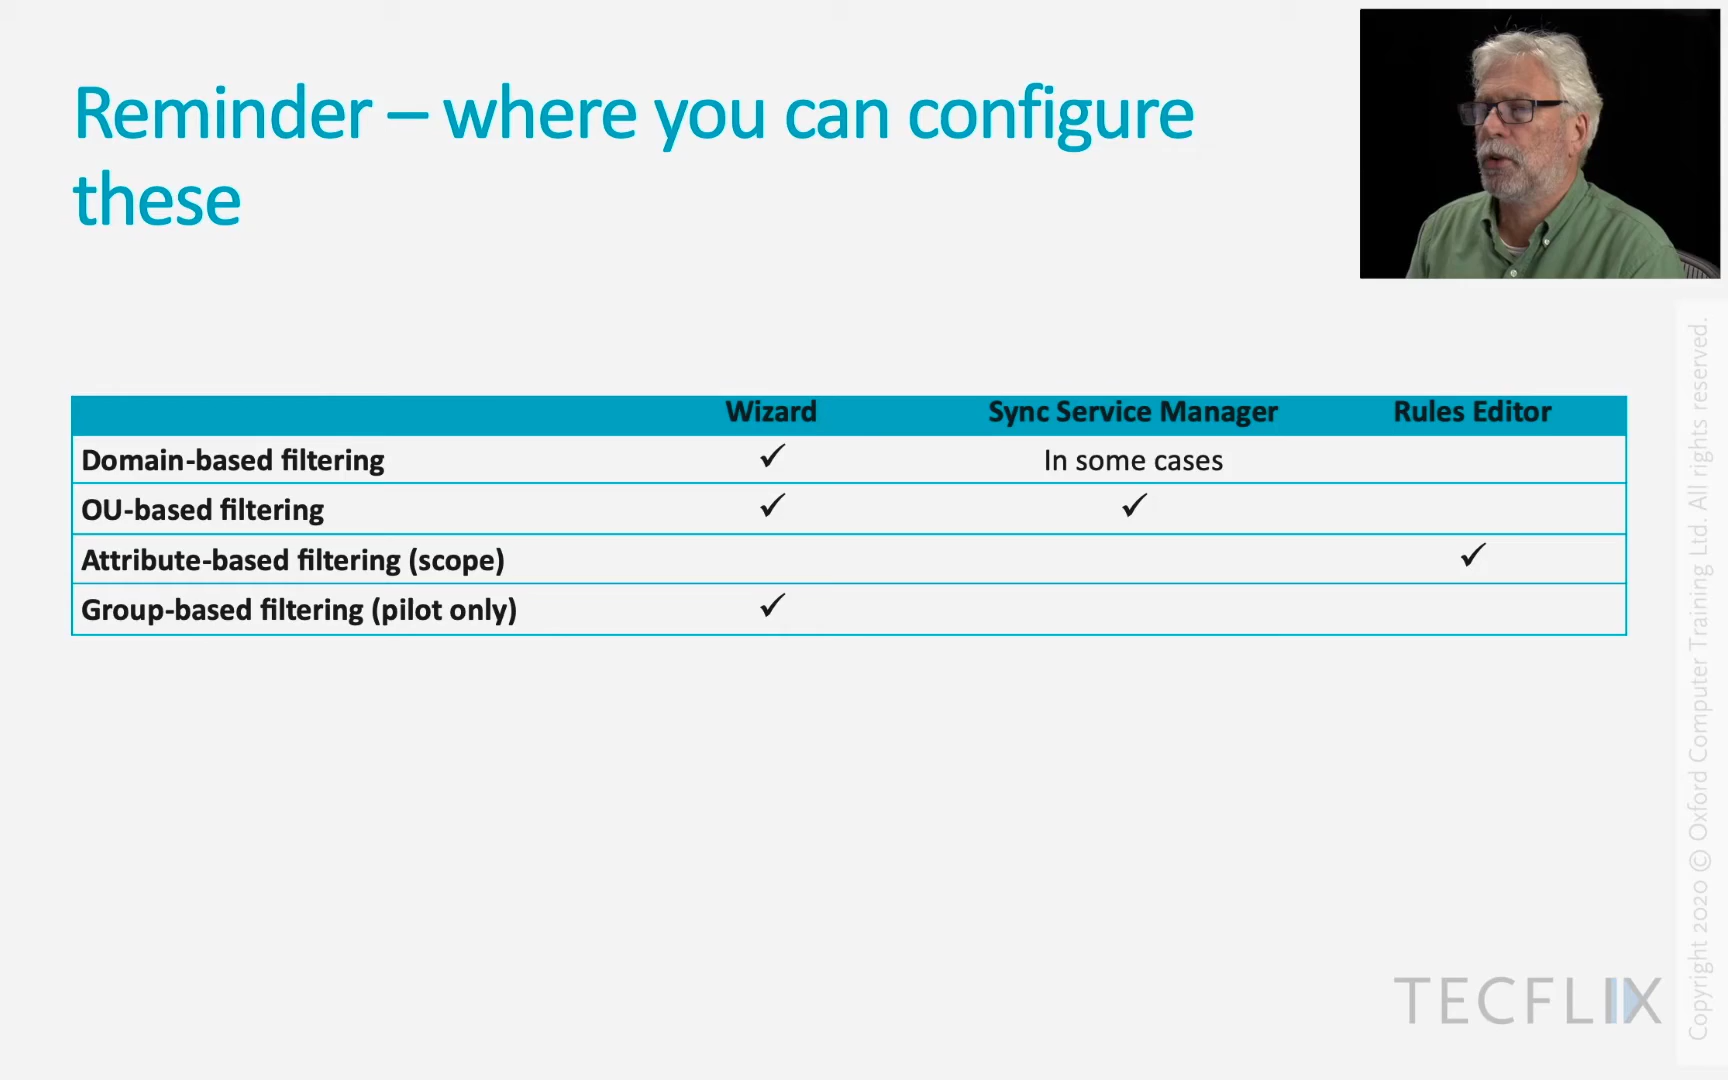 Reminder – where you can configure
these
Wizard Sync Service Manager Rules Editor
Domain-based filtering ✓ In some cases
OU-based filtering ✓ ✓
Attribute-based filtering (scope) ✓
Group-based filtering (pilot only) ✓
TECFLIX
Copyright 2020 © Oxford Computer Training Ltd. All rights reserved.